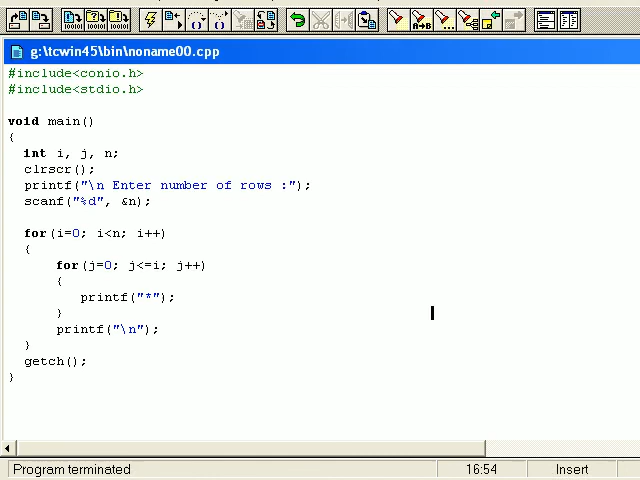 g:\tcwin45\bin\noname00.cpp
#include<conio.h>
#include<stdio.h>
void main()
{
int i, j, n;
clrscr();
printf("\n Enter number of rows :");
scanf("%d", &n);
for(i=0; i<n; i++)
{
for(j=0; j<=i; j++)
{
printf("*");
}
printf("\n");
}
getch();
}
Program terminated 16:54 Insert